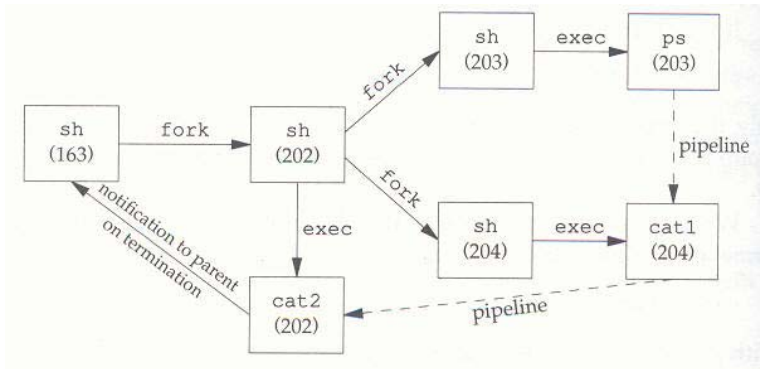 sh
(203)
exec
ps
(203)
fork
sh
(163)
fork
sh
(202)
pipeline
fork
notification to parent
on termination
exec
sh
(204)
exec
cat1
(204)
cat2
(202)
pipeline